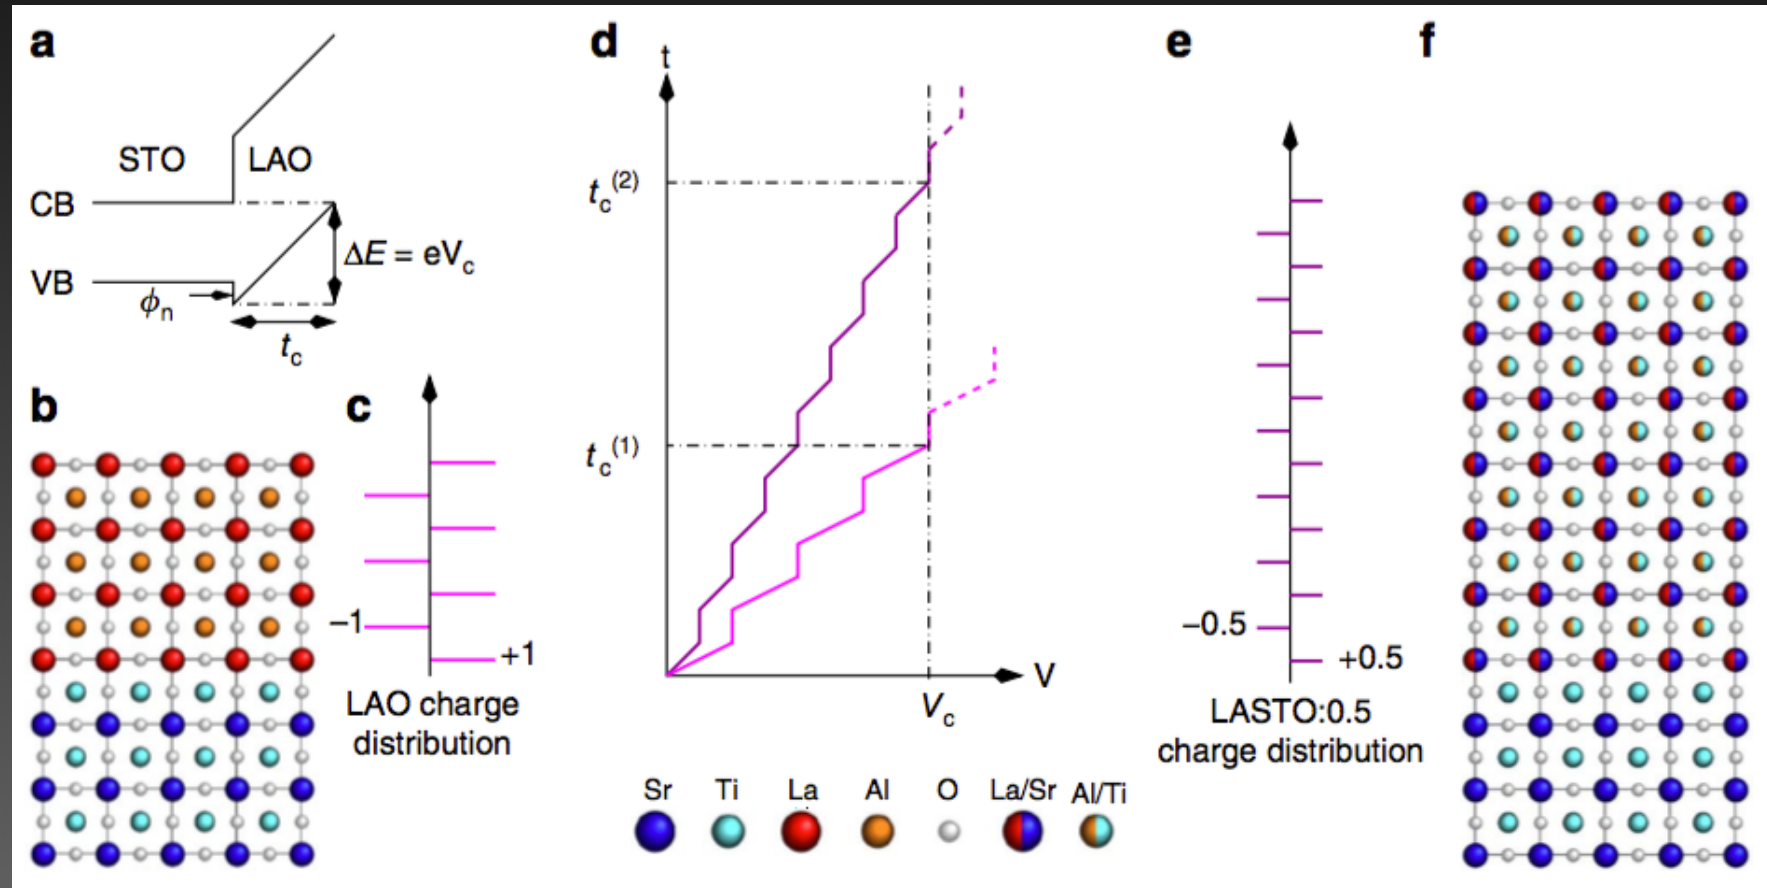 a
STO
LAO
CB
VB
ΔE = eVc
ϕn
tc
b
c
−1
+1
LAO charge
distribution
d
t
tc(2)
tc(1)
V
Vc
Sr
Ti
La
Al
O
La/Sr
Al/Ti
e
−0.5
+0.5
LASTO:0.5
charge distribution
f